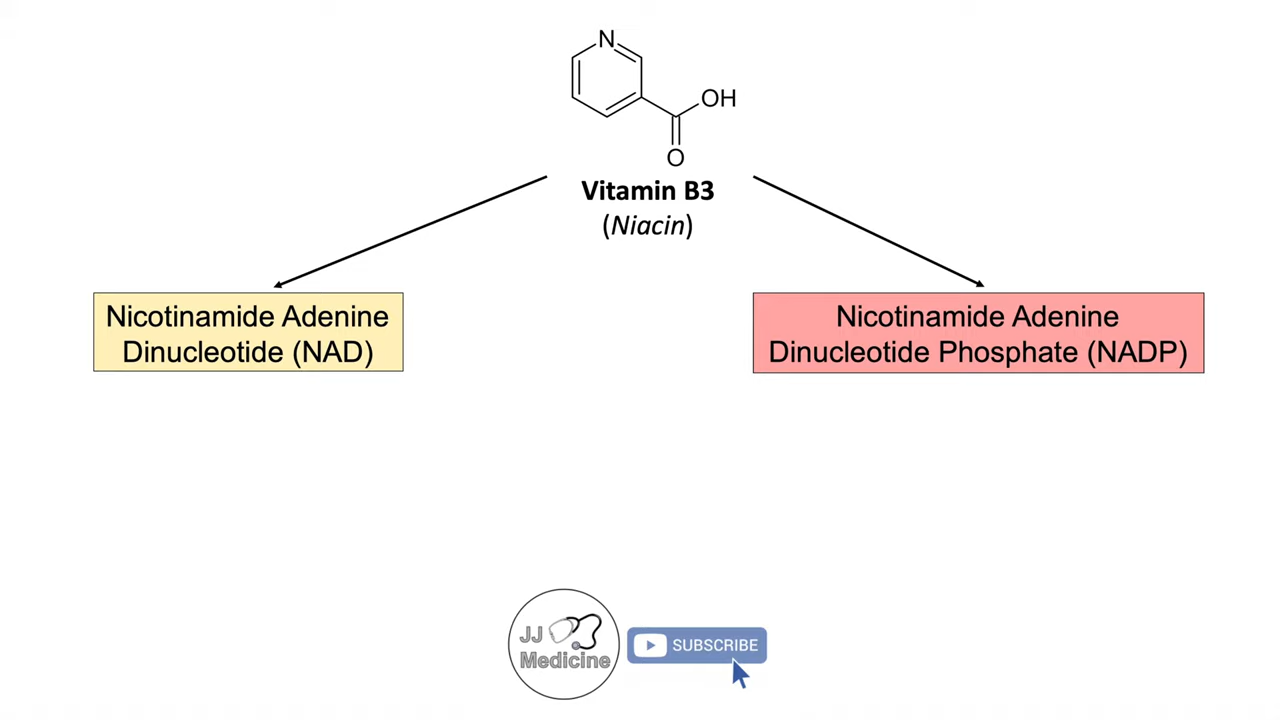 N
OH
O
Vitamin B3
(Niacin)
Nicotinamide Adenine
Dinucleotide (NAD)
Nicotinamide Adenine
Dinucleotide Phosphate (NADP)
JJ
Medicine
SUBSCRIBE